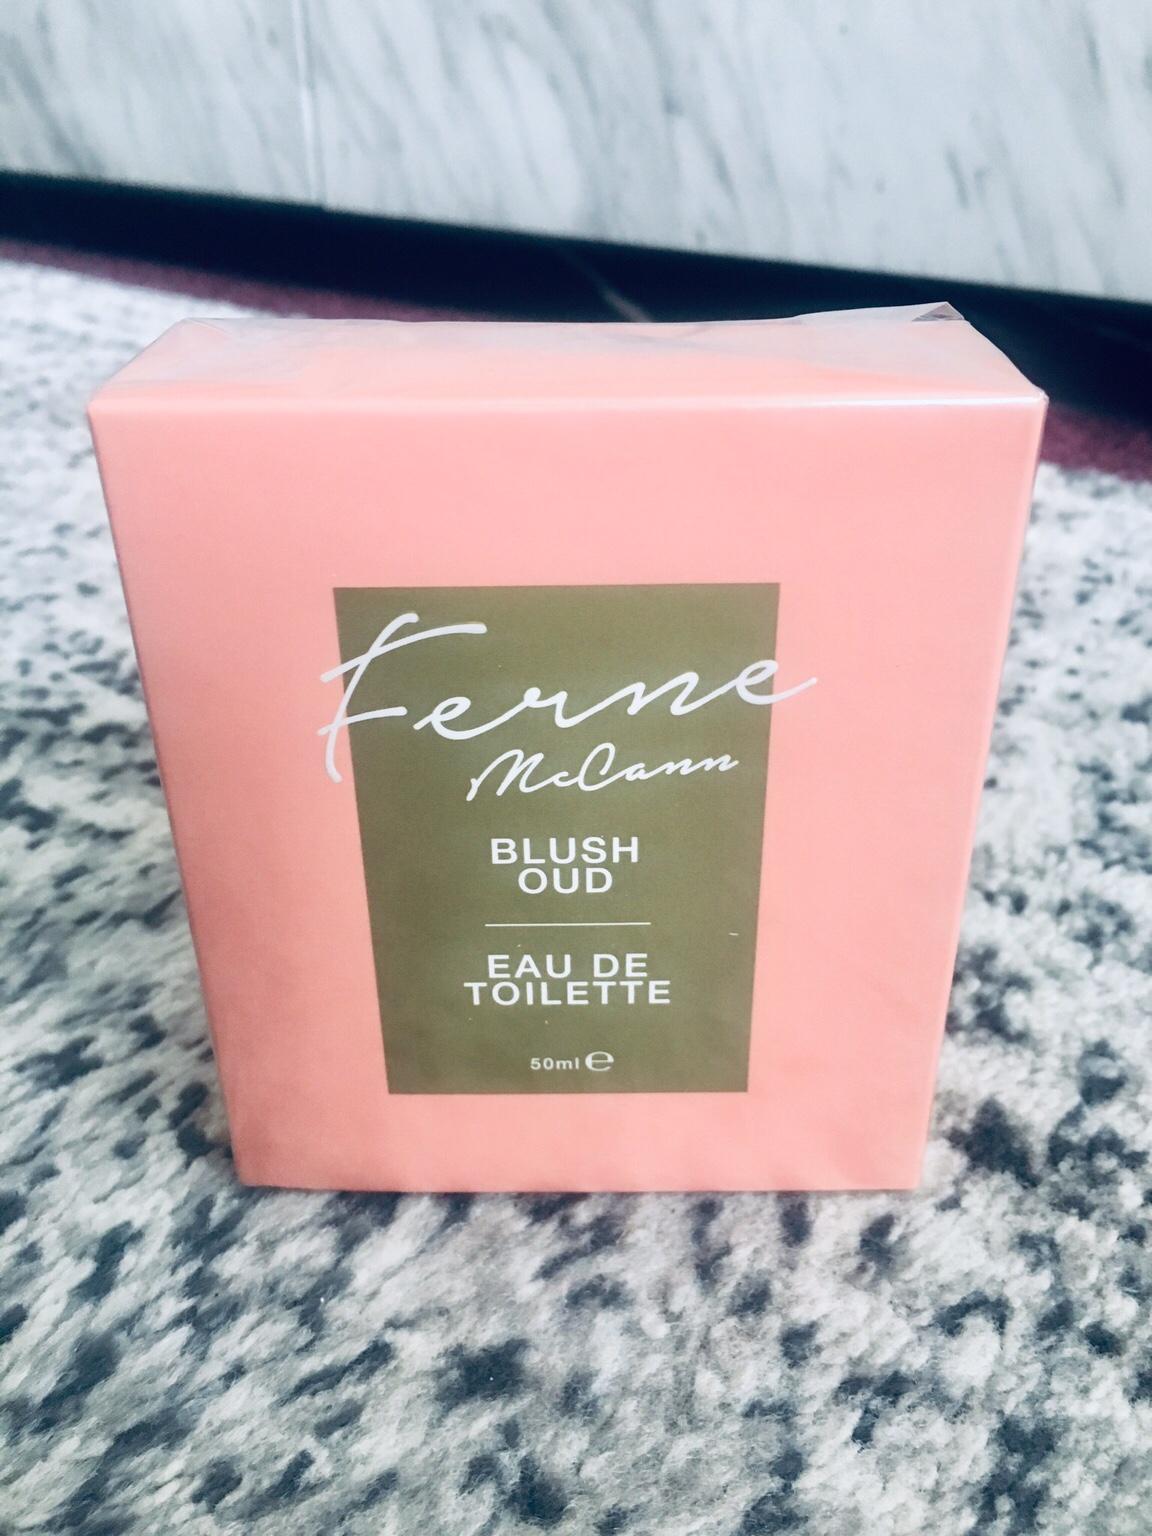 Ferne
McCann
BLUSH
OUD
EAU DE
TOILETTE
50ml ℮